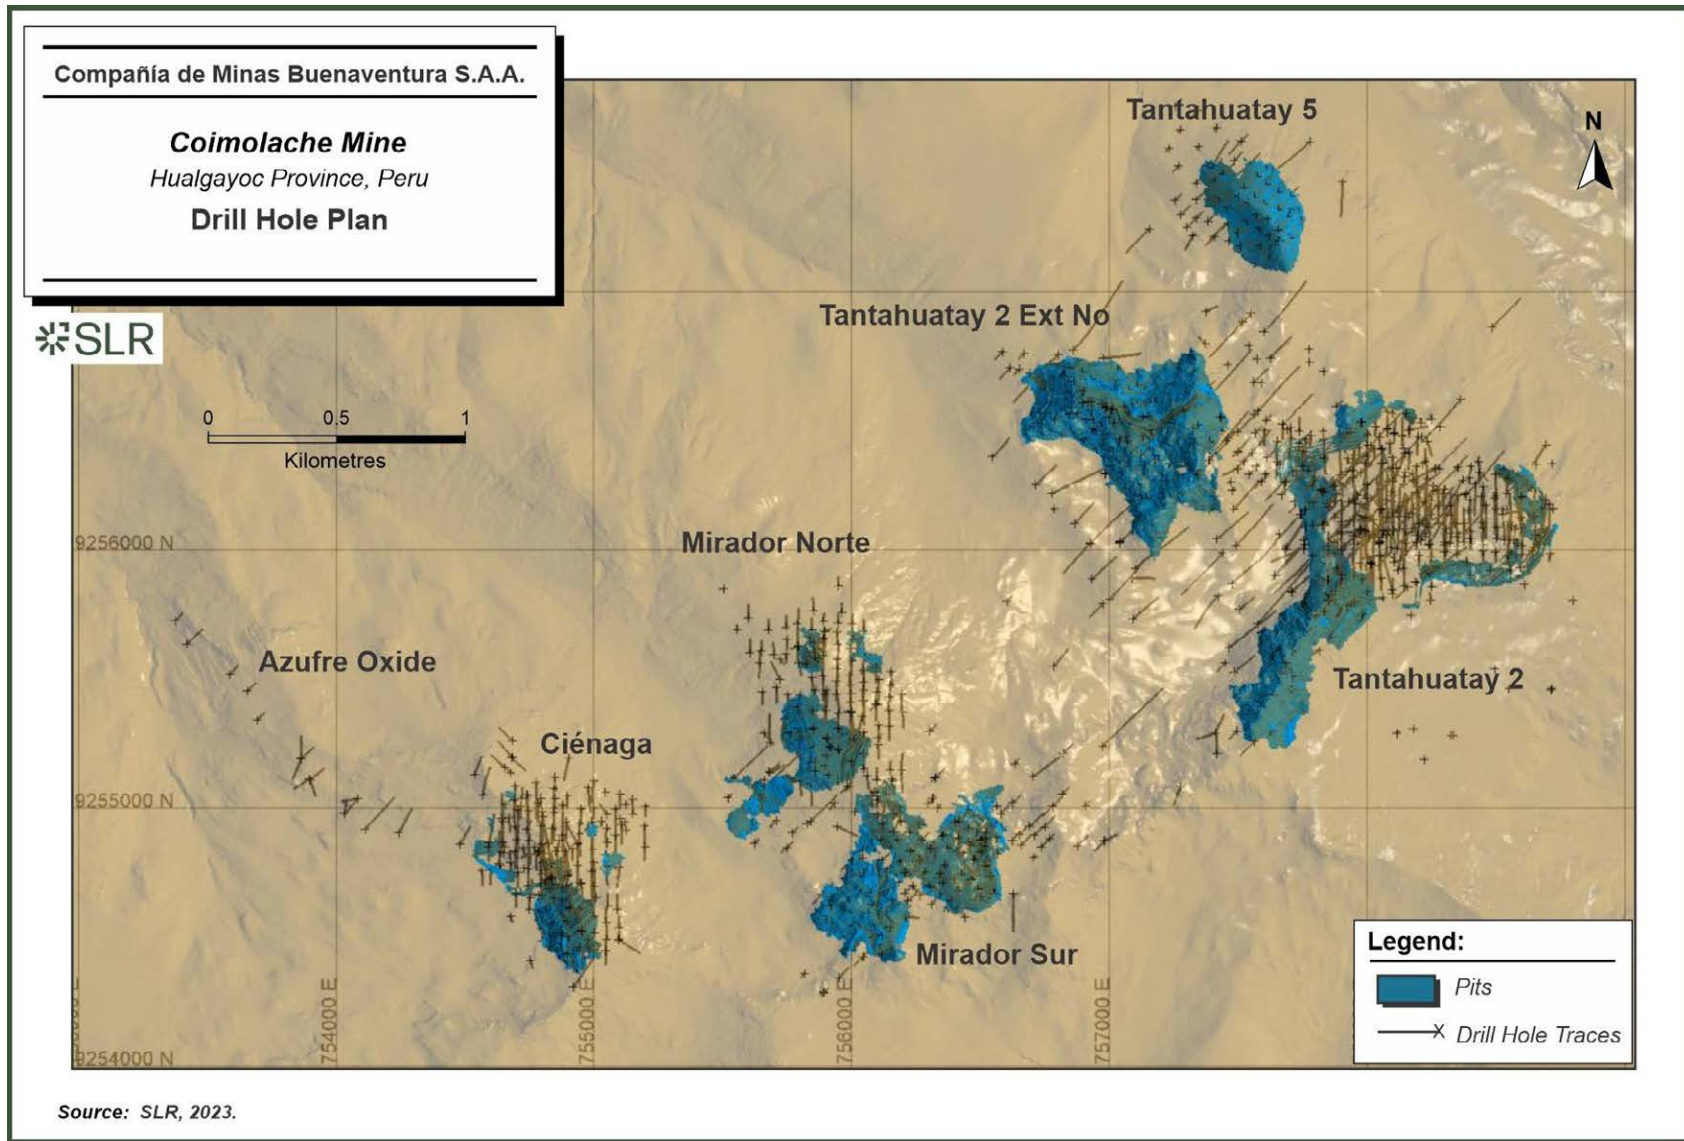 Compañía de Minas Buenaventura S.A.A.
Coimolache Mine
Hualgayoc Province, Peru
Drill Hole Plan
SLR
0 0.5 1
Kilometres
N
Tantahuatay 5
Tantahuatay 2 Ext No
9256000 N
Mirador Norte
Azufre Oxide
Tantahuatay 2
Ciénaga
9255000 N
Mirador Sur
9254000 N
754000 E
755000 E
756000 E
757000 E
Legend:
Pits
Drill Hole Traces
Source: SLR, 2023.